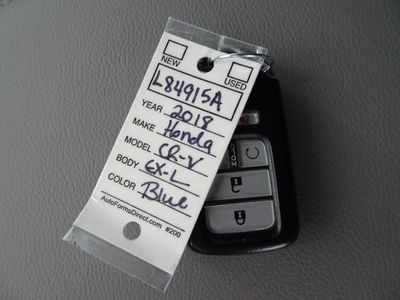 NEW USED
L84915A
YEAR 2018
MAKE Honda
MODEL CR-V
BODY EX-L
COLOR Blue
AutoFormsDirect.com #200